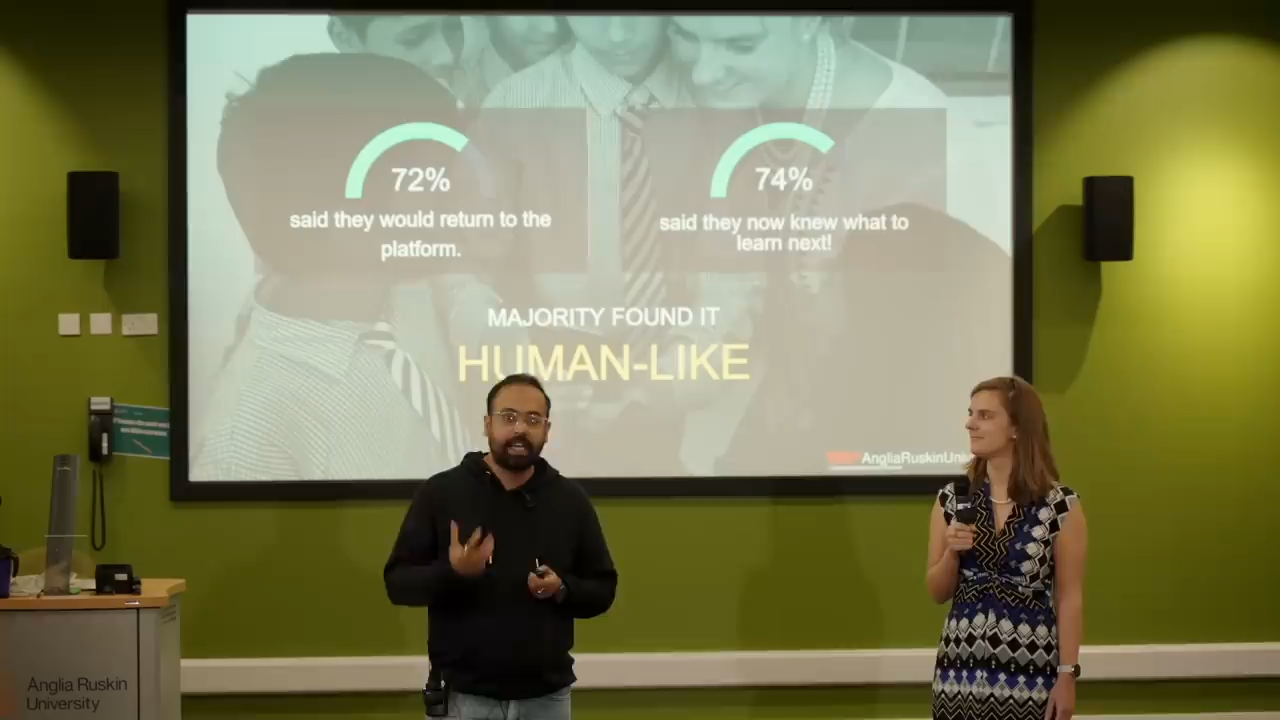 72%
said they would return to the
platform.
74%
said they now knew what to
learn next!
MAJORITY FOUND IT
HUMAN-LIKE
AngliaRuskinUniv
Anglia Ruskin
University